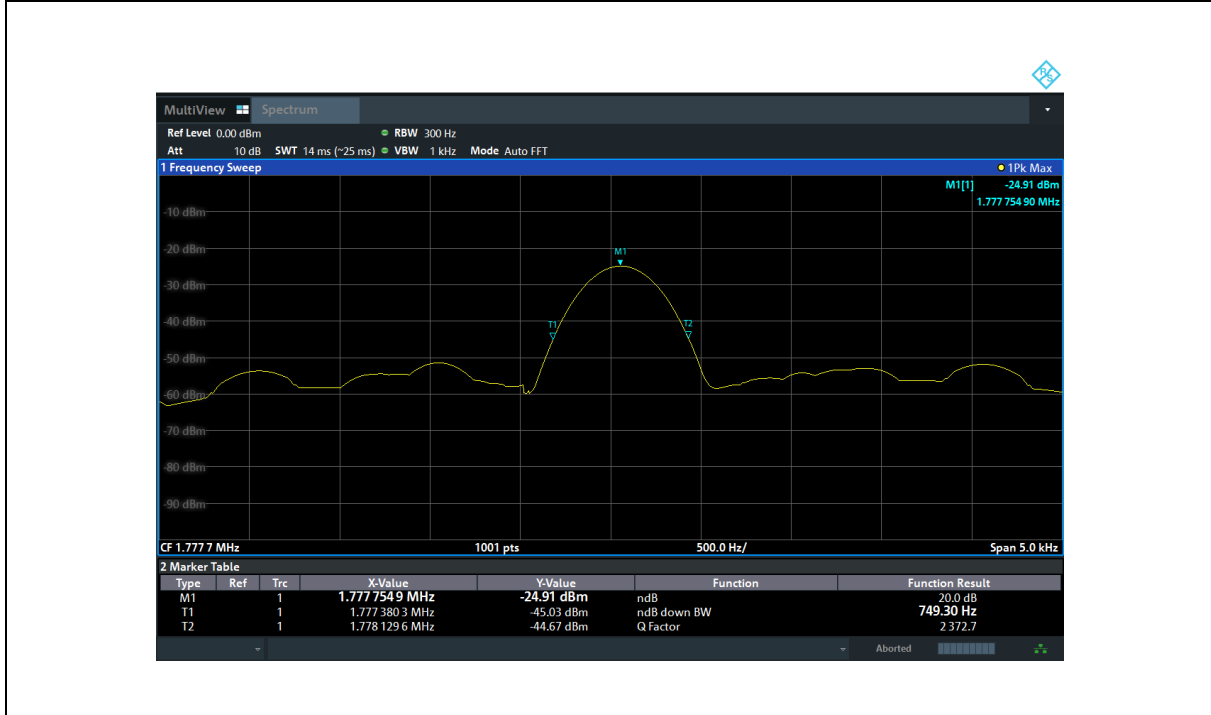 R S
MultiView Spectrum
Ref Level 0.00 dBm RBW 300 Hz
Att 10 dB SWT 14 ms (~25 ms) VBW 1 kHz Mode Auto FFT
1 Frequency Sweep 1Pk Max
M1[1] -24.91 dBm
1.777 754 90 MHz
-10 dBm
-20 dBm
M1
-30 dBm
-40 dBm
T1 T2
-50 dBm
-60 dBm
-70 dBm
-80 dBm
-90 dBm
CF 1.777 7 MHz 1001 pts 500.0 Hz/ Span 5.0 kHz
2 Marker Table
Type Ref Trc X-Value Y-Value Function Function Result
M1 1 1.777 754 9 MHz -24.91 dBm ndB 20.0 dB
T1 1 1.777 380 3 MHz -45.03 dBm ndB down BW 749.30 Hz
T2 1 1.778 129 6 MHz -44.67 dBm Q Factor 2 372.7
Aborted